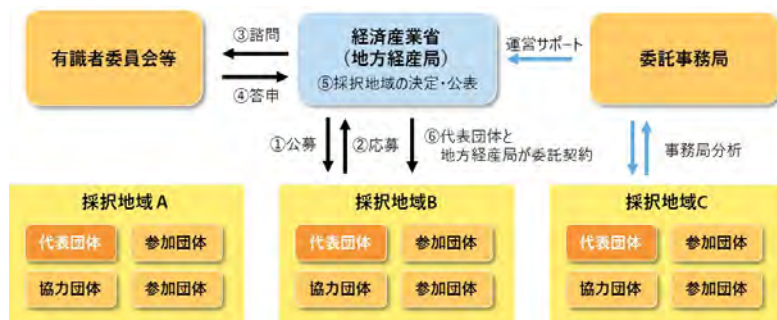 有識者委員会等
③諮問
④答申
経済産業省
(地方経産局)
⑤採択地域の決定・公表
運営サポート
委託事務局
①公募
②応募
⑥代表団体と
地方経産局が委託契約
事務局分析
採択地域A
代表団体
参加団体
協力団体
参加団体
採択地域B
代表団体
参加団体
協力団体
参加団体
採択地域C
代表団体
参加団体
協力団体
参加団体